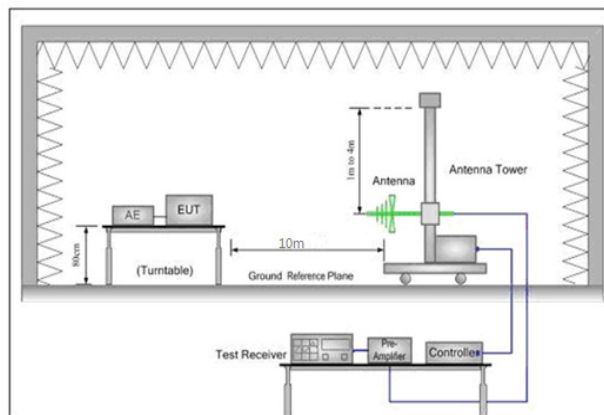 1m to 4m
Antenna Tower
Antenna
AE
EUT
80cm
10m
(Turntable)
Ground Reference Plane
Test Receiver
Pre-
Amplifier
Controller